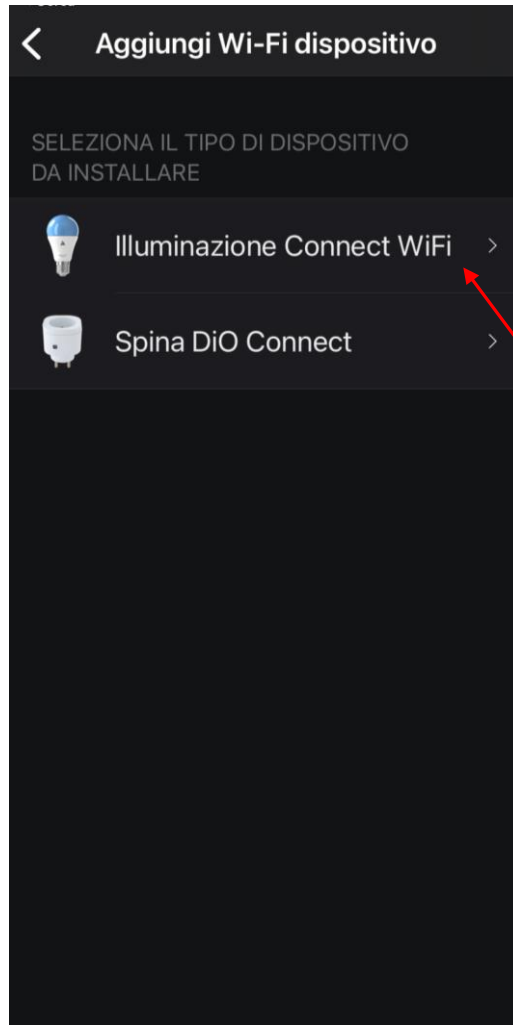 Aggiungi Wi-Fi dispositivo
SELEZIONA IL TIPO DI DISPOSITIVO
DA INSTALLARE
Illuminazione Connect WiFi
Spina DiO Connect